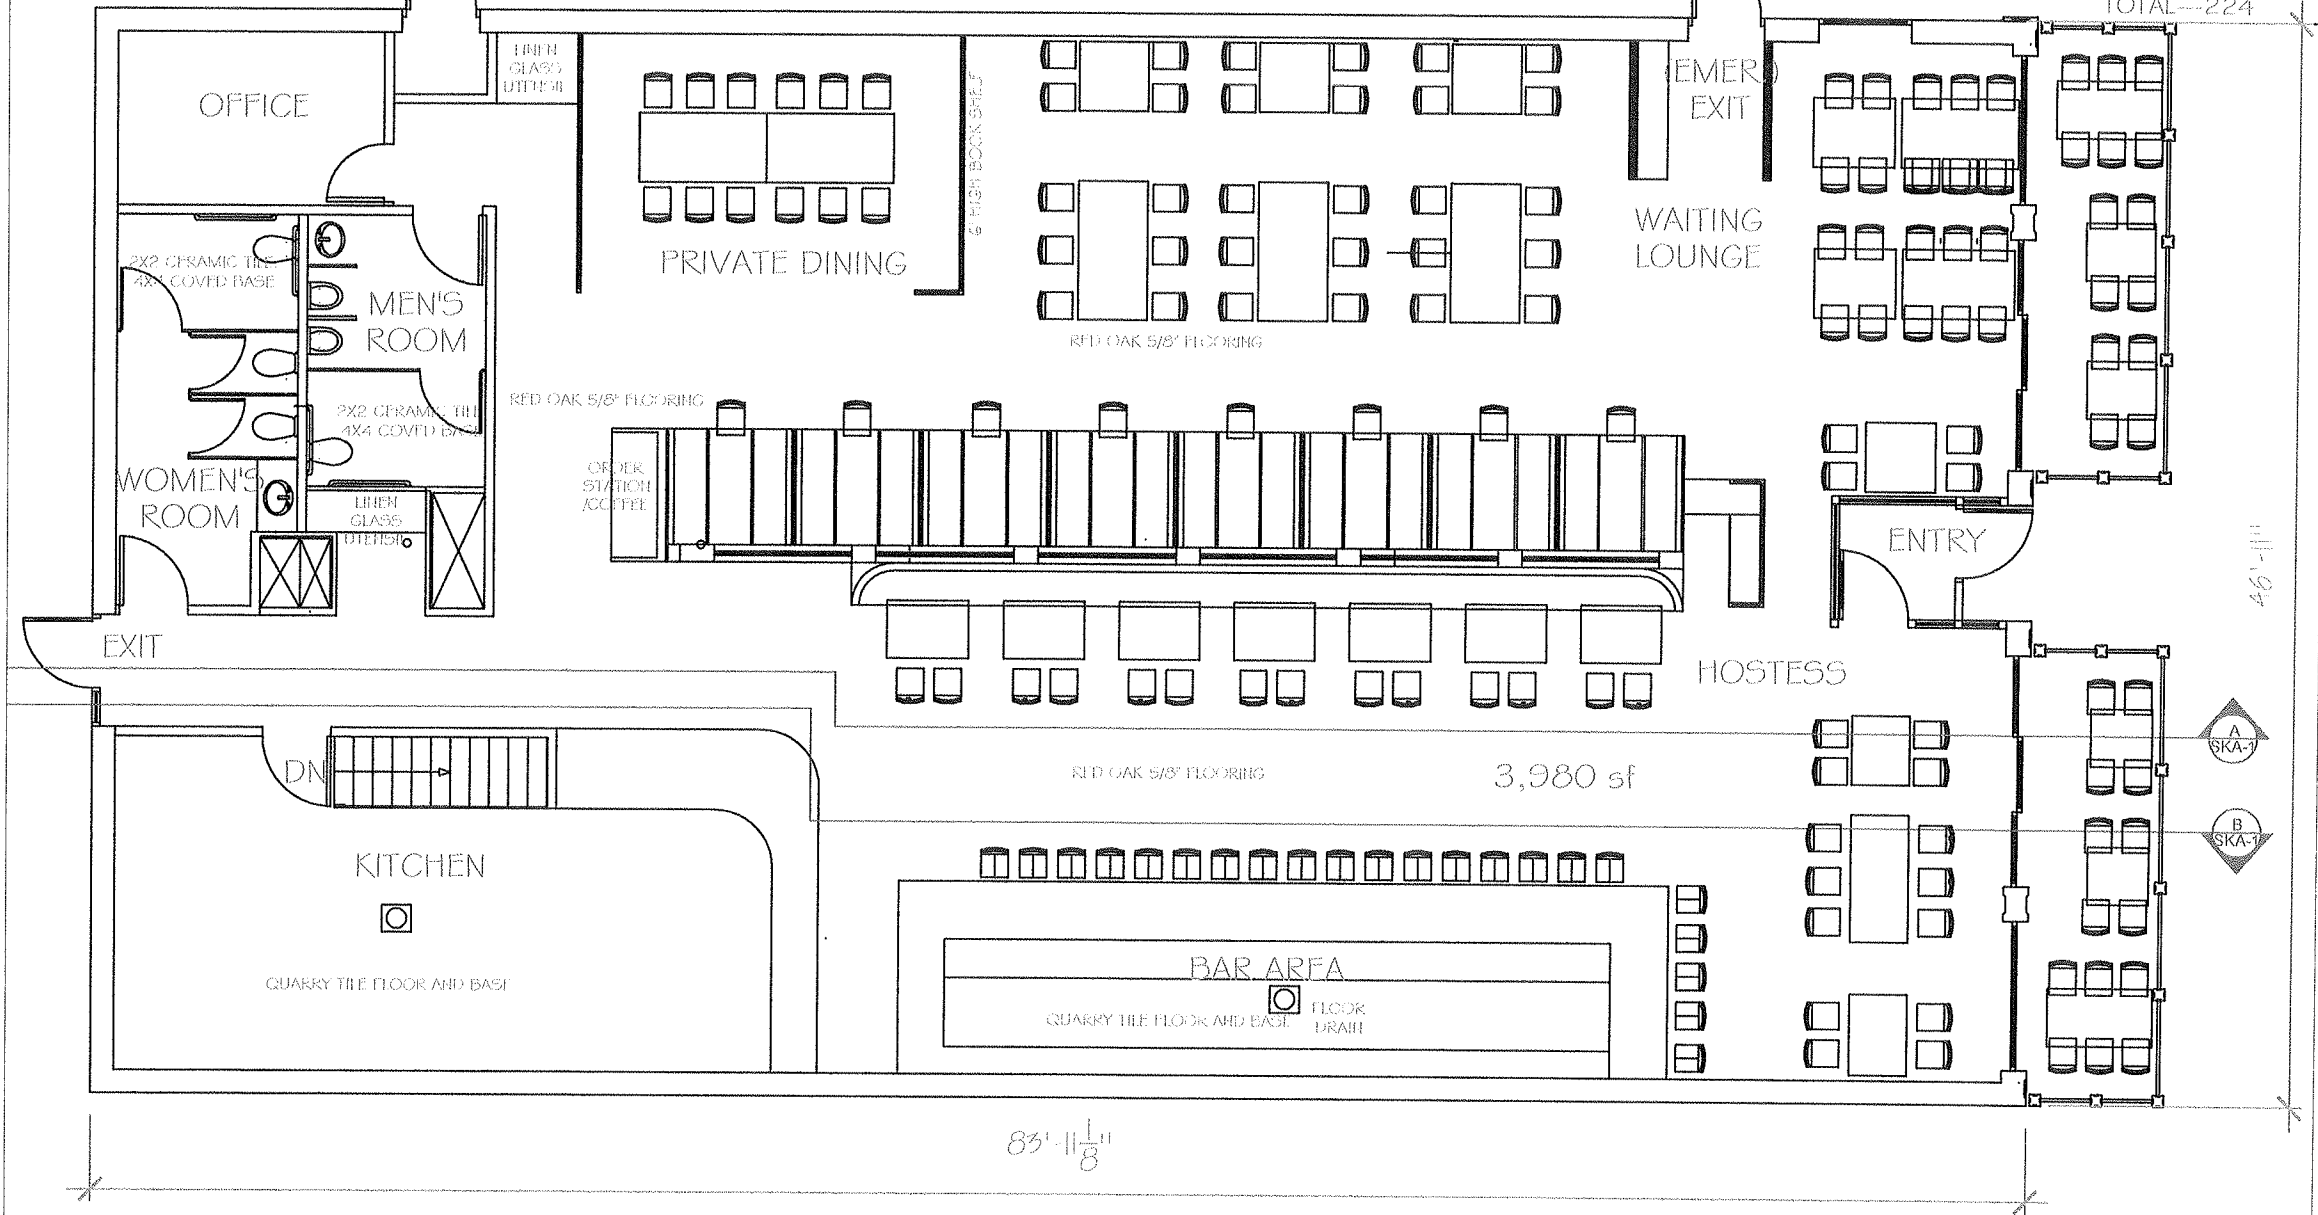 TOTAL--224
OFFICE
LINEN
GLASS
UTENSIL
6' HIGH BOOK SHELF
(EMER.)
EXIT
PRIVATE DINING
WAITING
LOUNGE
2X2 CERAMIC TILE
4X4 COVED BASE
MEN'S
ROOM
RED OAK 5/8" FLOORING
RED OAK 5/8" FLOORING
2X2 CERAMIC TILE
4X4 COVED BASE
WOMEN'S
ROOM
LINEN
GLASS
UTENSIL
ORDER
STATION
/COFFEE
ENTRY
46'-11"
EXIT
HOSTESS
DN
RED OAK 5/8" FLOORING
3,980 sf
A
SKA-1
B
SKA-1
KITCHEN
QUARRY TILE FLOOR AND BASE
BAR AREA
QUARRY TILE FLOOR AND BASE
FLOOR
DRAIN
83'-11 1/8"